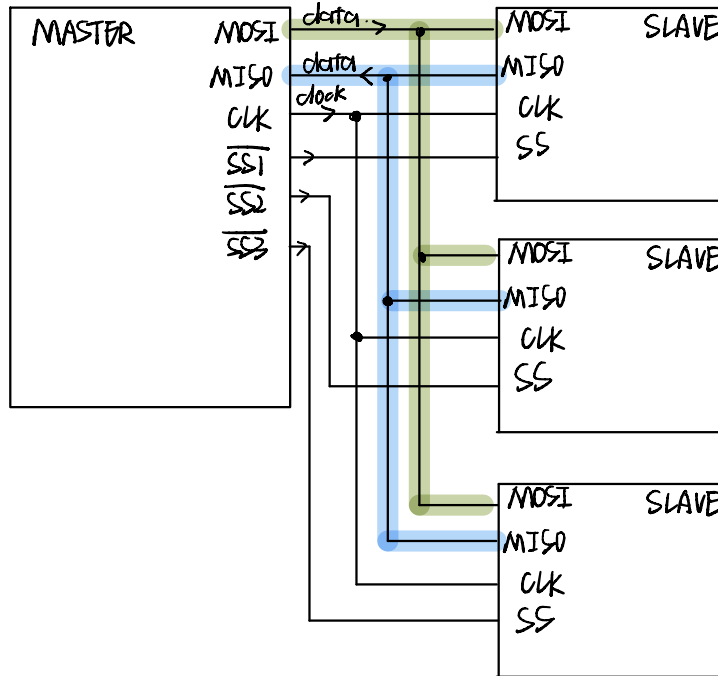 MASTER
MOSI
MISO
CLK
SS1
SS2
SS3
data
data
clock
MOSI
SLAVE
MISO
CLK
SS
MOSI
SLAVE
MISO
CLK
SS
MOSI
SLAVE
MISO
CLK
SS